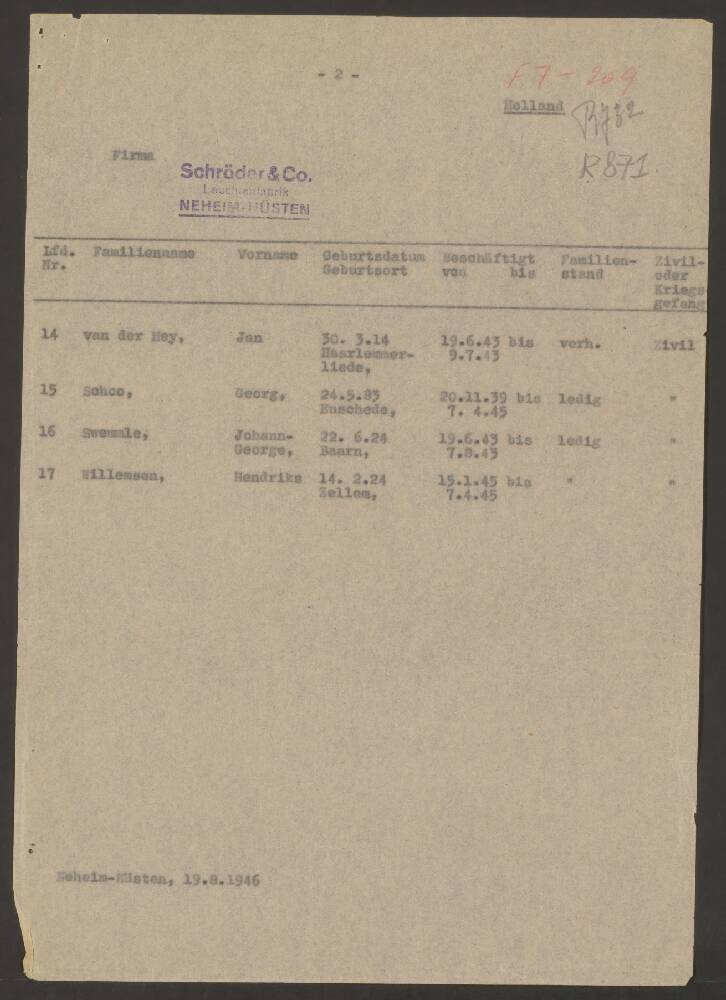 - 2 -
F 7 - 209
Holland
R 871
Firma
Schröder & Co.
Leuchtenfabrik
NEHEIM-HÜSTEN
Lfd. Familienname Vorname Geburtsdatum Beschäftigt Familien- Zivil-
Nr. Geburtsort von bis stand oder
Kriegs
gefang
14 van der Mey, Jan 30. 3.14 19.6.43 bis verh. Zivil
Haarlemmer- 9.7.43
liede,
15 Schoo, Georg, 24.5.83 20.11.39 bis ledig "
Enschede, 7. 4.45
16 Swemmle, Johann- 22. 6.24 19.6.43 bis ledig "
George, Baarn, 7.8.43
17 Willemsen, Hendriks 14. 2.24 15.1.45 bis " "
Zellem, 7.4.45
Neheim-Hüsten, 19.8.1946